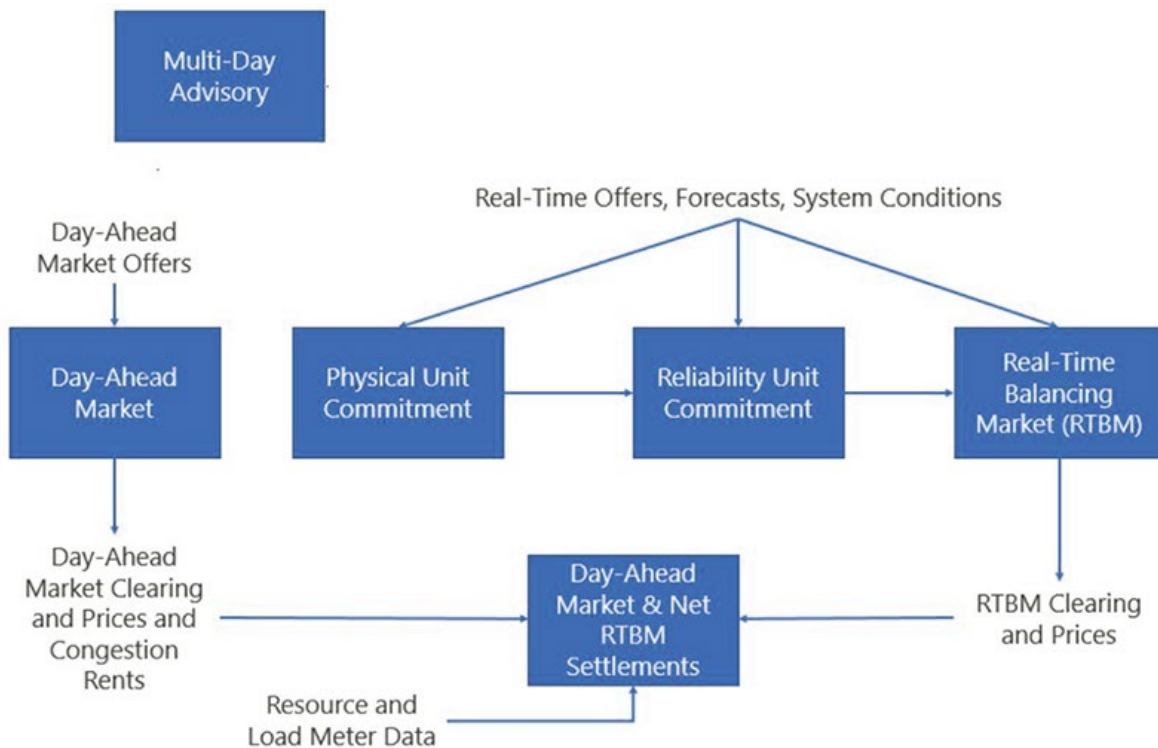 Multi-Day
Advisory
Real-Time Offers, Forecasts, System Conditions
Day-Ahead
Market Offers
Day-Ahead
Market
Physical Unit
Commitment
Reliability Unit
Commitment
Real-Time
Balancing
Market (RTBM)
Day-Ahead
Market Clearing
and Prices and
Congestion
Rents
Day-Ahead
Market & Net
RTBM
Settlements
RTBM Clearing
and Prices
Resource and
Load Meter Data